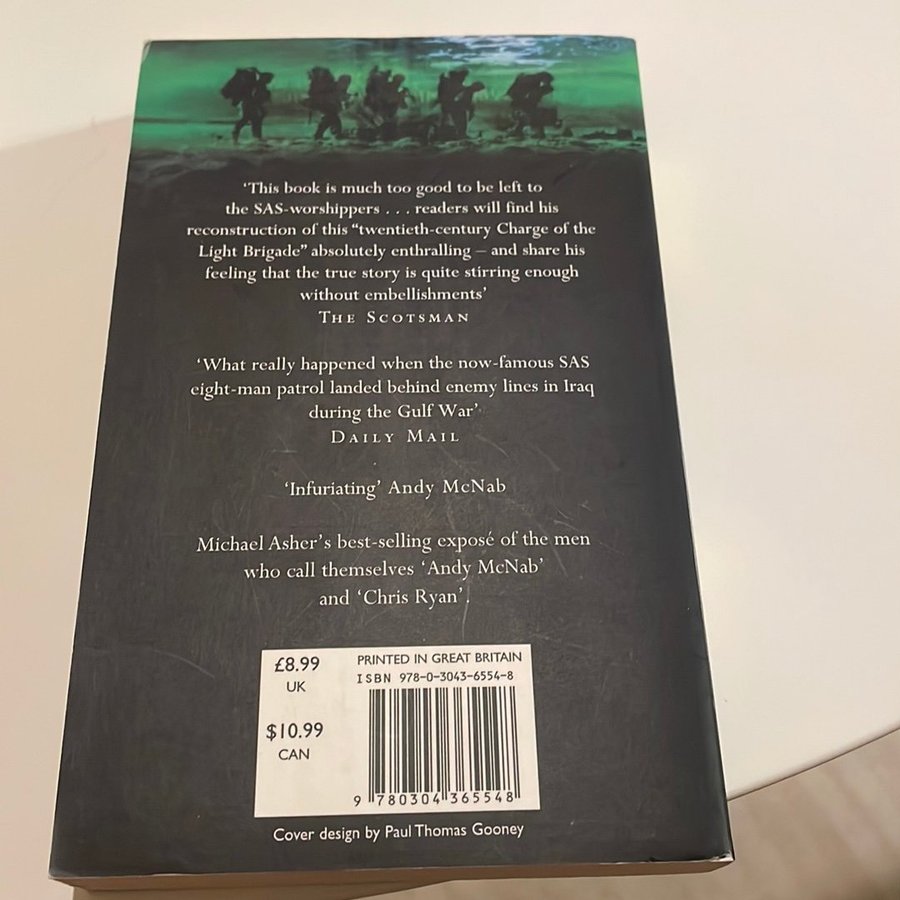 ‘This book is much too good to be left to
the SAS-worshippers . . . readers will find his
reconstruction of this “twentieth-century Charge of the
Light Brigade” absolutely enthralling – and share his
feeling that the true story is quite stirring enough
without embellishments’
THE SCOTSMAN
‘What really happened when the now-famous SAS
eight-man patrol landed behind enemy lines in Iraq
during the Gulf War’
DAILY MAIL
‘Infuriating’ Andy McNab
Michael Asher’s best-selling exposé of the men
who call themselves ‘Andy McNab’
and ‘Chris Ryan’.
£8.99
UK
$10.99
CAN
PRINTED IN GREAT BRITAIN
ISBN 978-0-3043-6554-8
9 780304 365548
Cover design by Paul Thomas Gooney